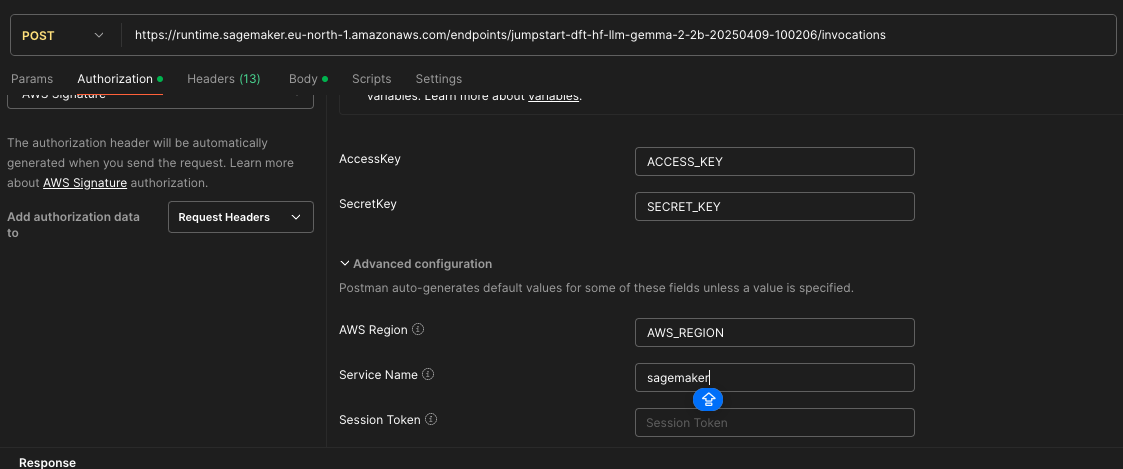 POST
https://runtime.sagemaker.eu-north-1.amazonaws.com/endpoints/jumpstart-dft-hf-llm-gemma-2-2b-20250409-100206/invocations
Params Authorization Headers (13) Body Scripts Settings
AWS Signature
variables. Learn more about variables.
The authorization header will be automatically
generated when you send the request. Learn more
about AWS Signature authorization.
Add authorization data
to
Request Headers
AccessKey
ACCESS_KEY
SecretKey
SECRET_KEY
Advanced configuration
Postman auto-generates default values for some of these fields unless a value is specified.
AWS Region
AWS_REGION
Service Name
sagemaker
Session Token
Session Token
Response